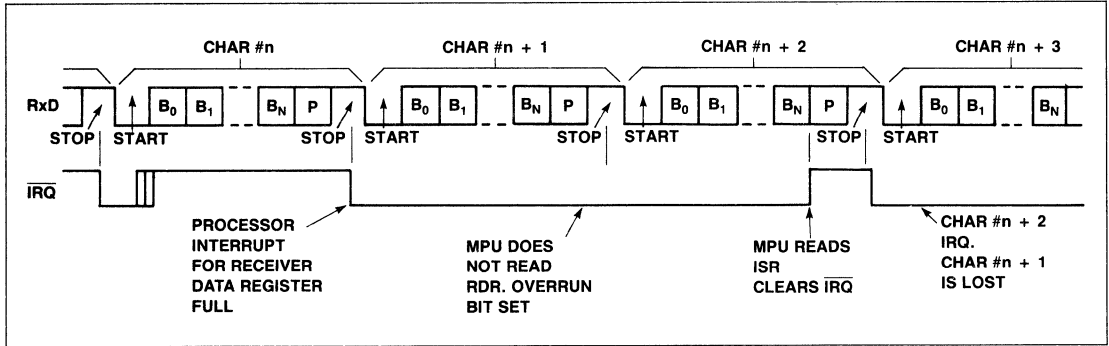 CHAR #n CHAR #n + 1 CHAR #n + 2 CHAR #n + 3
RxD B0 B1 BN P B0 B1 BN P B0 B1 BN P B0 B1 BN
STOP START STOP START STOP START STOP START
IRQ
PROCESSOR
INTERRUPT
FOR RECEIVER
DATA REGISTER
FULL
MPU DOES
NOT READ
RDR. OVERRUN
BIT SET
MPU READS
ISR
CLEARS IRQ
CHAR #n + 2
IRQ.
CHAR #n + 1
IS LOST